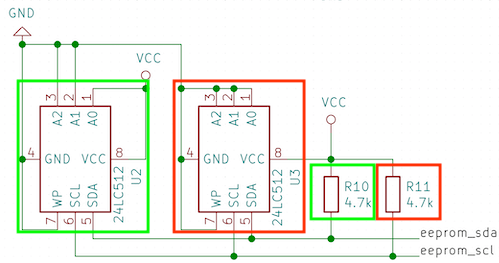 GND
VCC
3 2 1
A2 A1 A0
4 GND VCC 8
WP SCL SDA
7 6 5
24LC512
U2
3 2 1
A2 A1 A0
4 GND VCC 8
WP SCL SDA
7 6 5
24LC512
U3
VCC
R10
4.7k
R11
4.7k
eeprom_sda
eeprom_scl